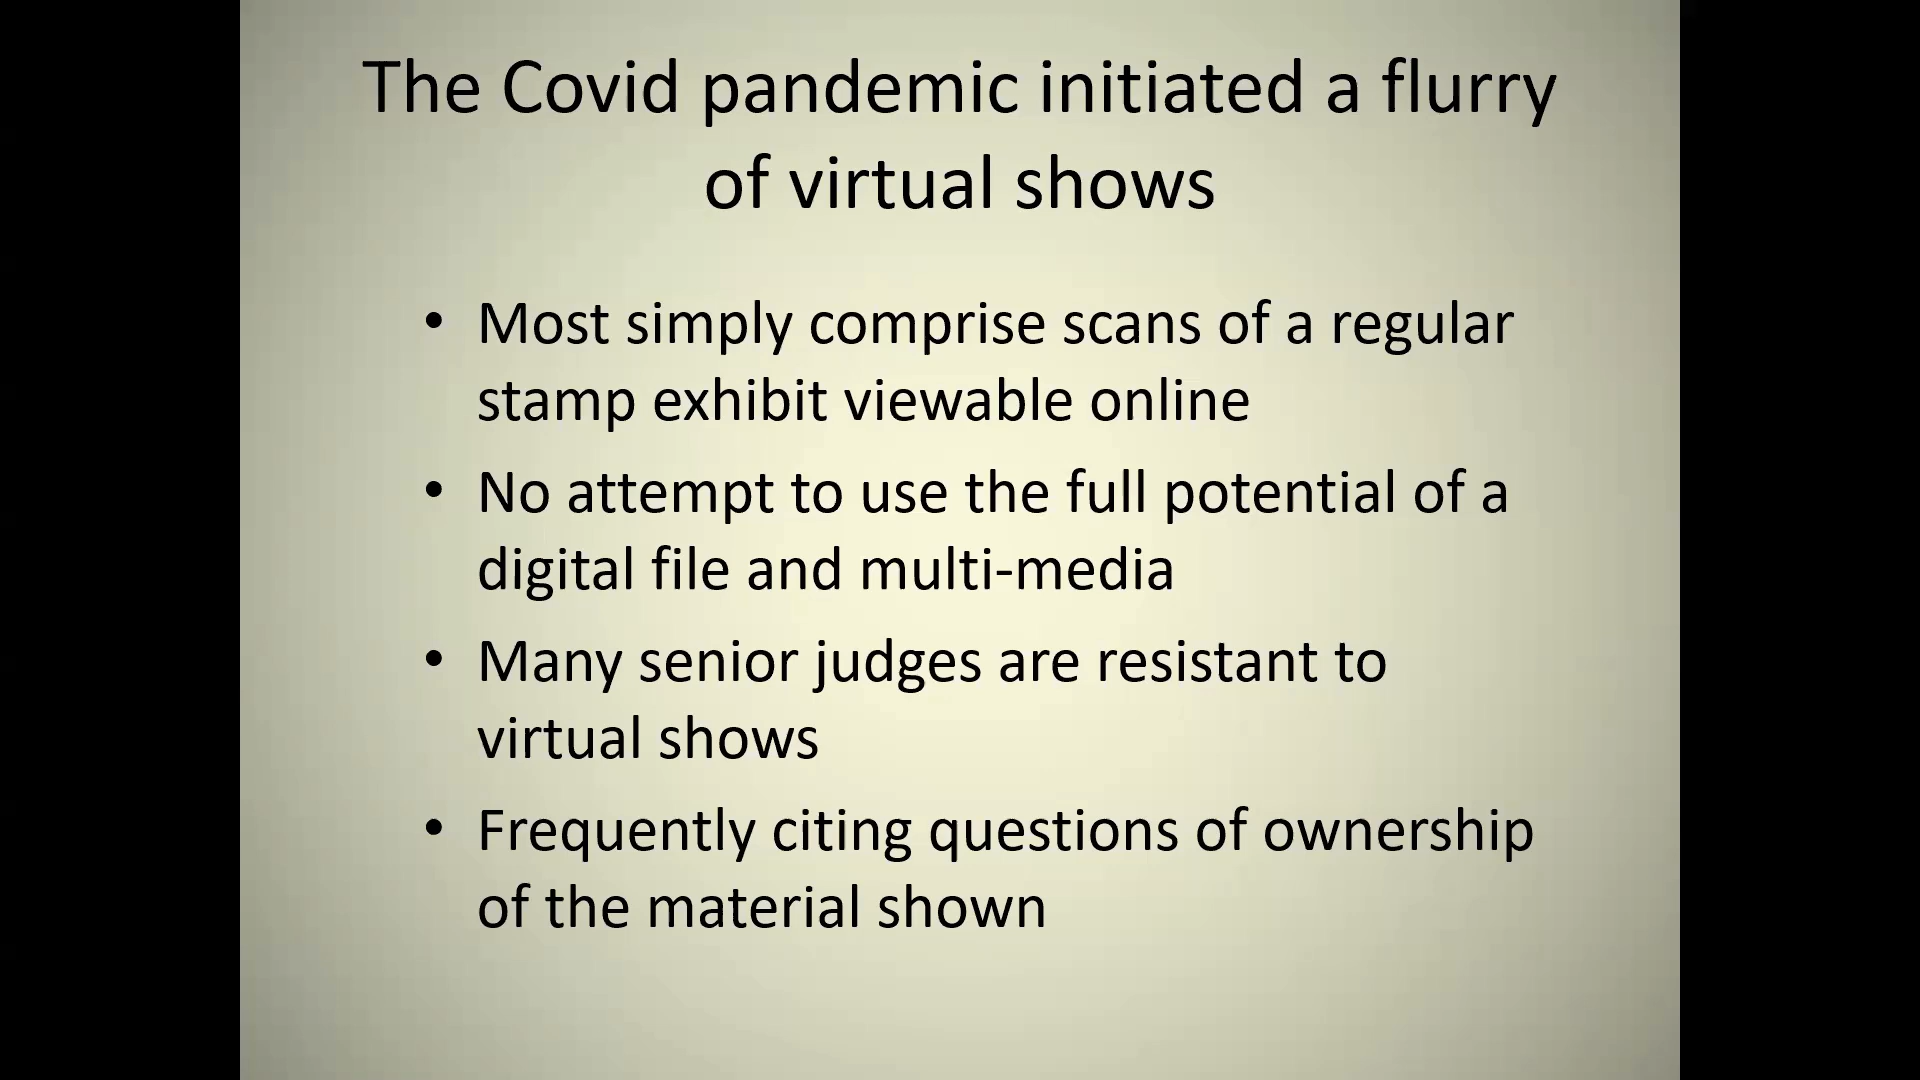 The Covid pandemic initiated a flurry
of virtual shows
• Most simply comprise scans of a regular
stamp exhibit viewable online
• No attempt to use the full potential of a
digital file and multi-media
• Many senior judges are resistant to
virtual shows
• Frequently citing questions of ownership
of the material shown